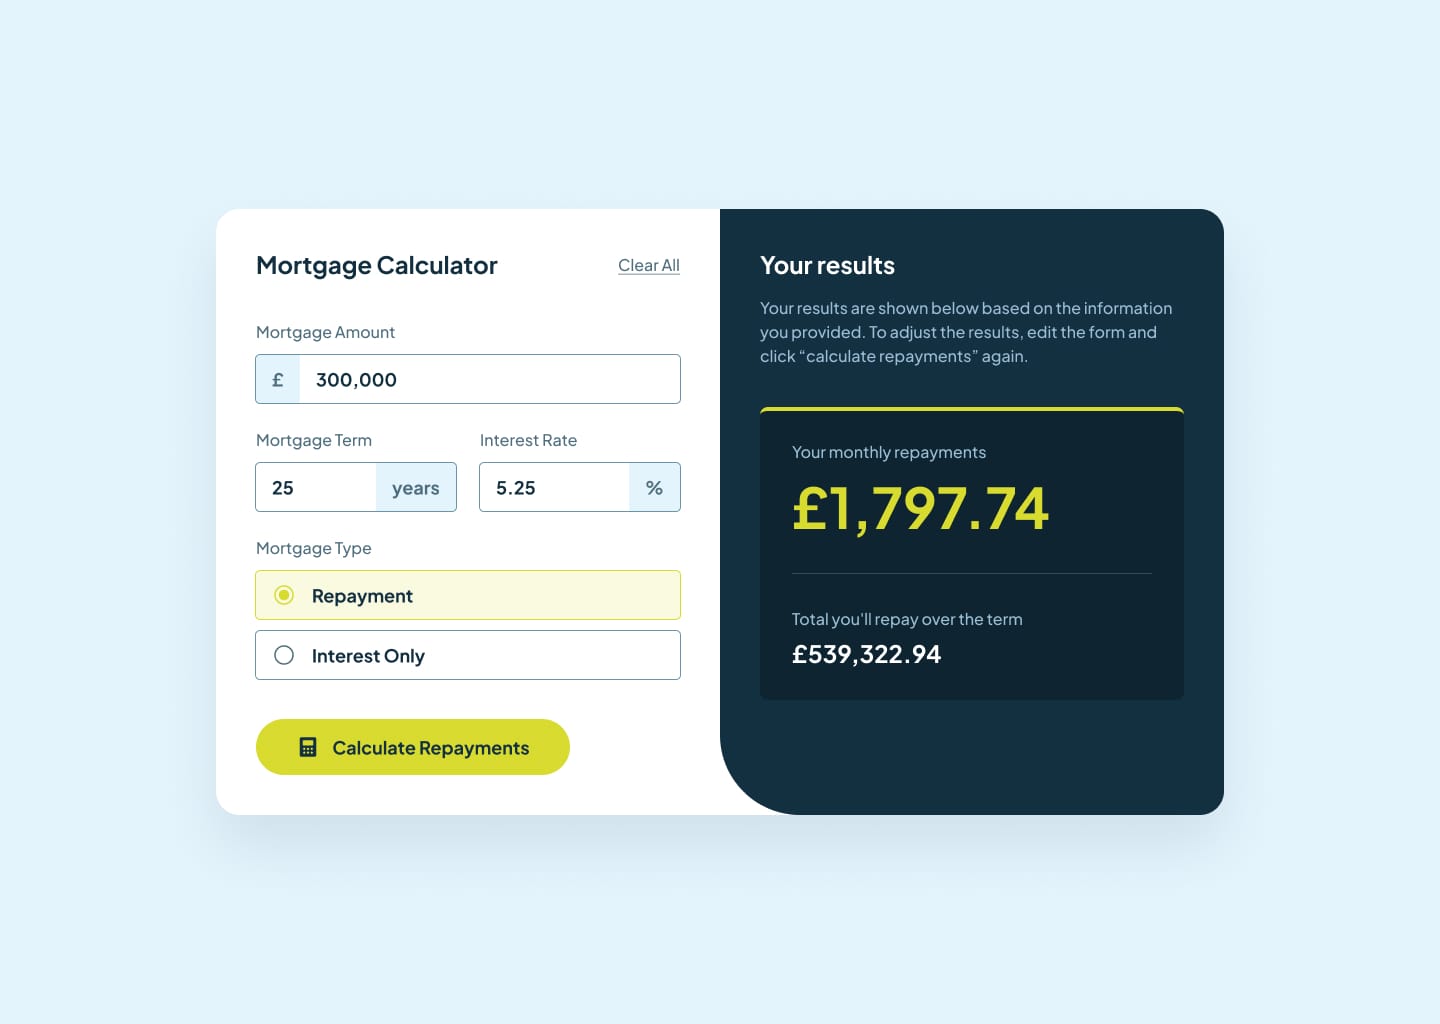 Mortgage Calculator
Clear All
Mortgage Amount
£ 300,000
Mortgage Term
25 years
Interest Rate
5.25 %
Mortgage Type
Repayment
Interest Only
Calculate Repayments
Your results
Your results are shown below based on the information
you provided. To adjust the results, edit the form and
click “calculate repayments” again.
Your monthly repayments
£1,797.74
Total you'll repay over the term
£539,322.94